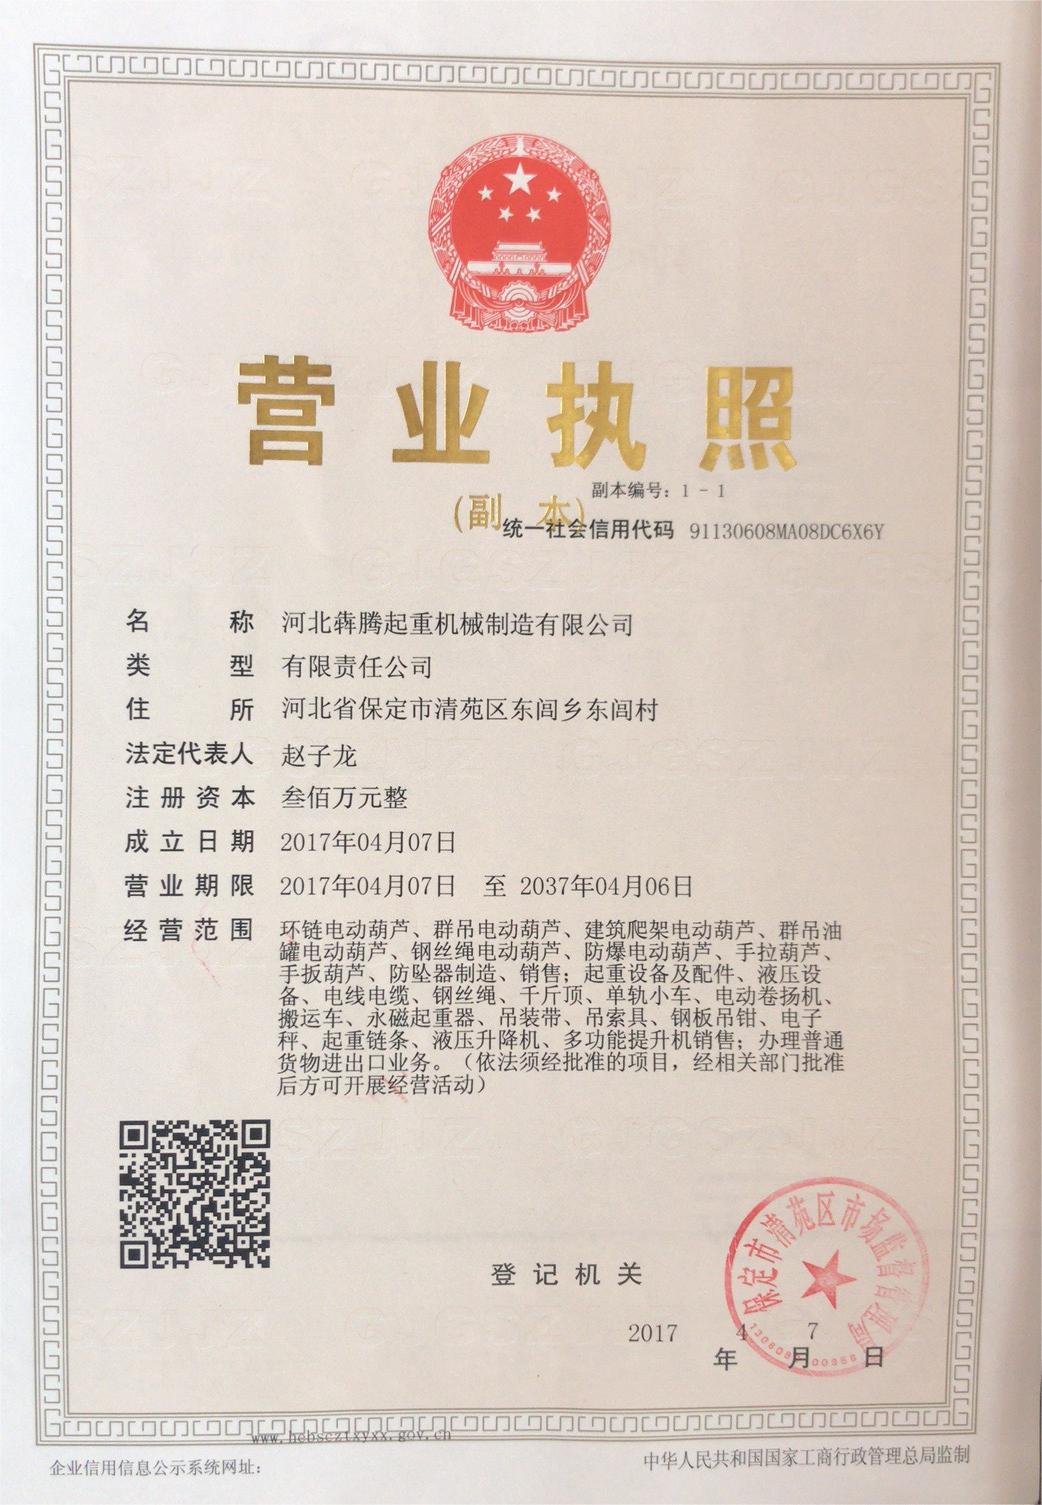 营业执照
(副 本)
副本编号：1－1
统一社会信用代码 91130608MA08DC6X6Y
名称 河北犇腾起重机械制造有限公司
类型 有限责任公司
住所 河北省保定市清苑区东闾乡东闾村
法定代表人 赵子龙
注册资本 叁佰万元整
成立日期 2017年04月07日
营业期限 2017年04月07日 至 2037年04月06日
经营范围 环链电动葫芦、群吊电动葫芦、建筑爬架电动葫芦、群吊油
罐电动葫芦、钢丝绳电动葫芦、防爆电动葫芦、手拉葫芦、
手扳葫芦、防坠器制造、销售；起重设备及配件、液压设
备、电线电缆、钢丝绳、千斤顶、单轨小车、电动卷扬机、
搬运车、永磁起重器、吊装带、吊索具、钢板吊钳、电子
秤、起重链条、液压升降机、多功能提升机销售；办理普通
货物进出口业务。（依法须经批准的项目，经相关部门批准
后方可开展经营活动）
保定市清苑区市场监督管理局
登记机关
2017年4月7日
www.hebscztxyxx.gov.cn
企业信用信息公示系统网址：
中华人民共和国国家工商行政管理总局监制